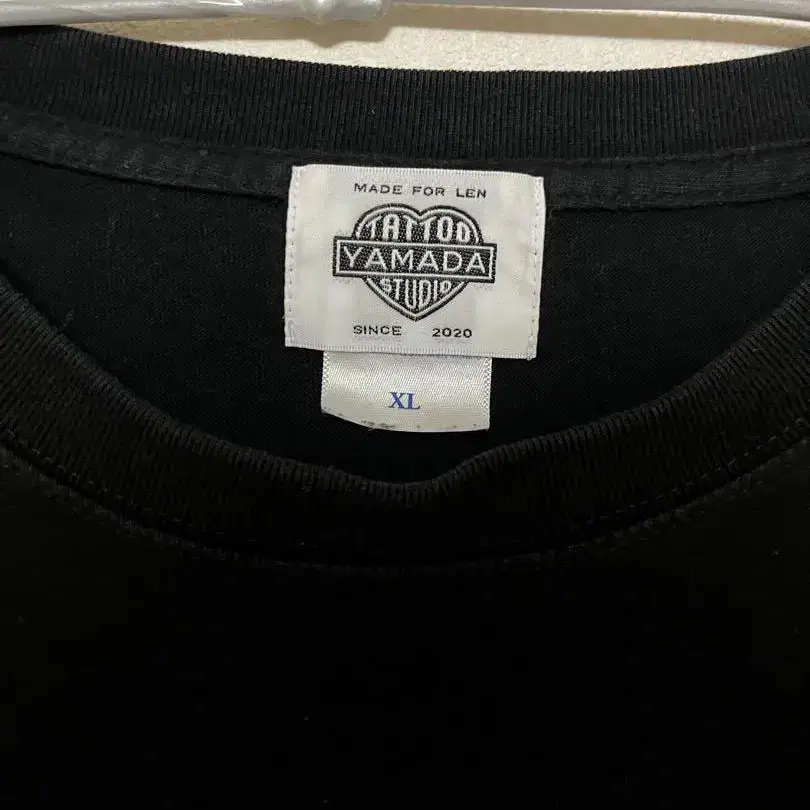 MADE FOR LEN
TATTOO
YAMADA
STUDIO
SINCE 2020
XL